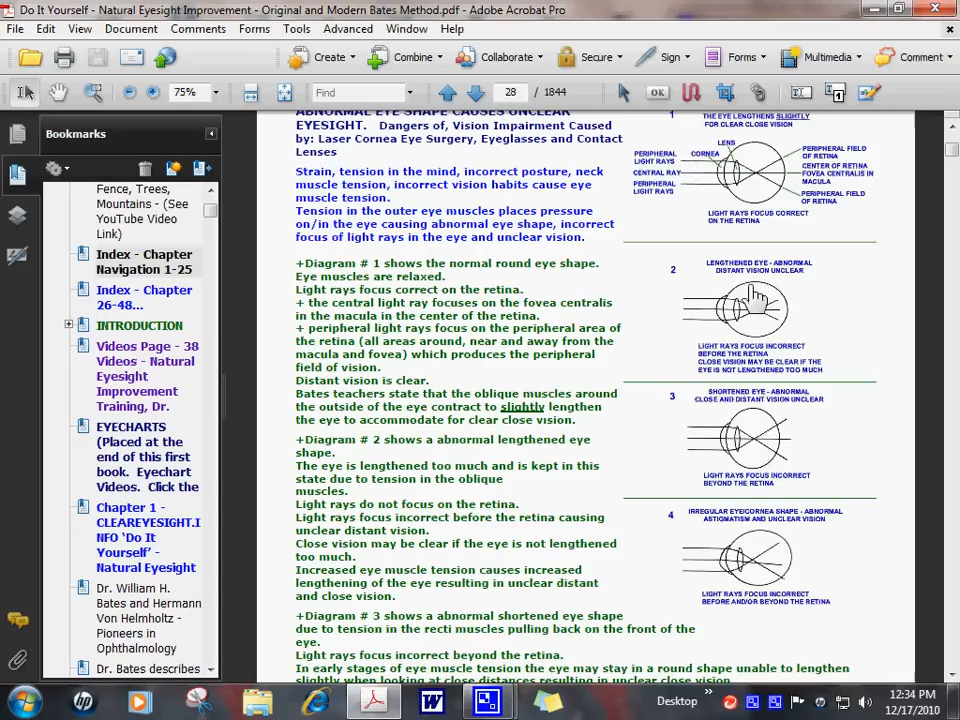 Do It Yourself - Natural Eyesight Improvement - Original and Modern Bates Method.pdf - Adobe Acrobat Pro
File Edit View Document Comments Forms Tools Advanced Window Help
Create Combine Collaborate Secure Sign Forms Multimedia Comment
75% Find 28 / 1844
Bookmarks
Fence, Trees,
Mountains - (See
YouTube Video
Link)
Index - Chapter
Navigation 1-25
Index - Chapter
26-48...
INTRODUCTION
Videos Page - 38
Videos - Natural
Eyesight
Improvement
Training, Dr.
EYECHARTS
(Placed at the
end of this first
book. Eyechart
Videos. Click the
Chapter 1 -
CLEAREYESIGHT.I
NFO ‘Do It
Yourself’ -
Natural Eyesight
Dr. William H.
Bates and Hermann
Von Helmholtz -
Pioneers in
Ophthalmology
Dr. Bates describes
ABNORMAL EYE SHAPE CAUSES UNCLEAR
EYESIGHT. Dangers of, Vision Impairment Caused
by: Laser Cornea Eye Surgery, Eyeglasses and Contact
Lenses
Strain, tension in the mind, incorrect posture, neck
muscle tension, incorrect vision habits cause eye
muscle tension.
Tension in the outer eye muscles places pressure
on/in the eye causing abnormal eye shape, incorrect
focus of light rays in the eye and unclear vision.
+Diagram # 1 shows the normal round eye shape.
Eye muscles are relaxed.
Light rays focus correct on the retina.
+ the central light ray focuses on the fovea centralis
in the macula in the center of the retina.
+ peripheral light rays focus on the peripheral area of
the retina (all areas around, near and away from the
macula and fovea) which produces the peripheral
field of vision.
Distant vision is clear.
Bates teachers state that the oblique muscles around
the outside of the eye contract to slightly lengthen
the eye to accommodate for clear close vision.
+Diagram # 2 shows a abnormal lengthened eye
shape.
The eye is lengthened too much and is kept in this
state due to tension in the oblique
muscles.
Light rays do not focus on the retina.
Light rays focus incorrect before the retina causing
unclear distant vision.
Close vision may be clear if the eye is not lengthened
too much.
Increased eye muscle tension causes increased
lengthening of the eye resulting in unclear distant
and close vision.
+Diagram # 3 shows a abnormal shortened eye shape
due to tension in the recti muscles pulling back on the front of the
eye.
Light rays focus incorrect beyond the retina.
In early stages of eye muscle tension the eye may stay in a round shape unable to lengthen
slightly when looking at close distances resulting in unclear close vision.
1
THE EYE LENGTHENS SLIGHTLY
FOR CLEAR CLOSE VISION
LENS
CORNEA
PERIPHERAL
LIGHT RAYS
CENTRAL RAY
PERIPHERAL
LIGHT RAYS
PERIPHERAL FIELD
OF RETINA
CENTER OF RETINA
FOVEA CENTRALIS IN
MACULA
PERIPHERAL FIELD
OF RETINA
LIGHT RAYS FOCUS CORRECT
ON THE RETINA
2
LENGTHENED EYE - ABNORMAL
DISTANT VISION UNCLEAR
LIGHT RAYS FOCUS INCORRECT
BEFORE THE RETINA
CLOSE VISION MAY BE CLEAR IF THE
EYE IS NOT LENGTHENED TOO MUCH
3
SHORTENED EYE - ABNORMAL
CLOSE AND DISTANT VISION UNCLEAR
LIGHT RAYS FOCUS INCORRECT
BEYOND THE RETINA
4
IRREGULAR EYE/CORNEA SHAPE - ABNORMAL
ASTIGMATISM AND UNCLEAR VISION
LIGHT RAYS FOCUS INCORRECT
BEFORE AND/OR BEYOND THE RETINA
Desktop
12:34 PM
12/17/2010